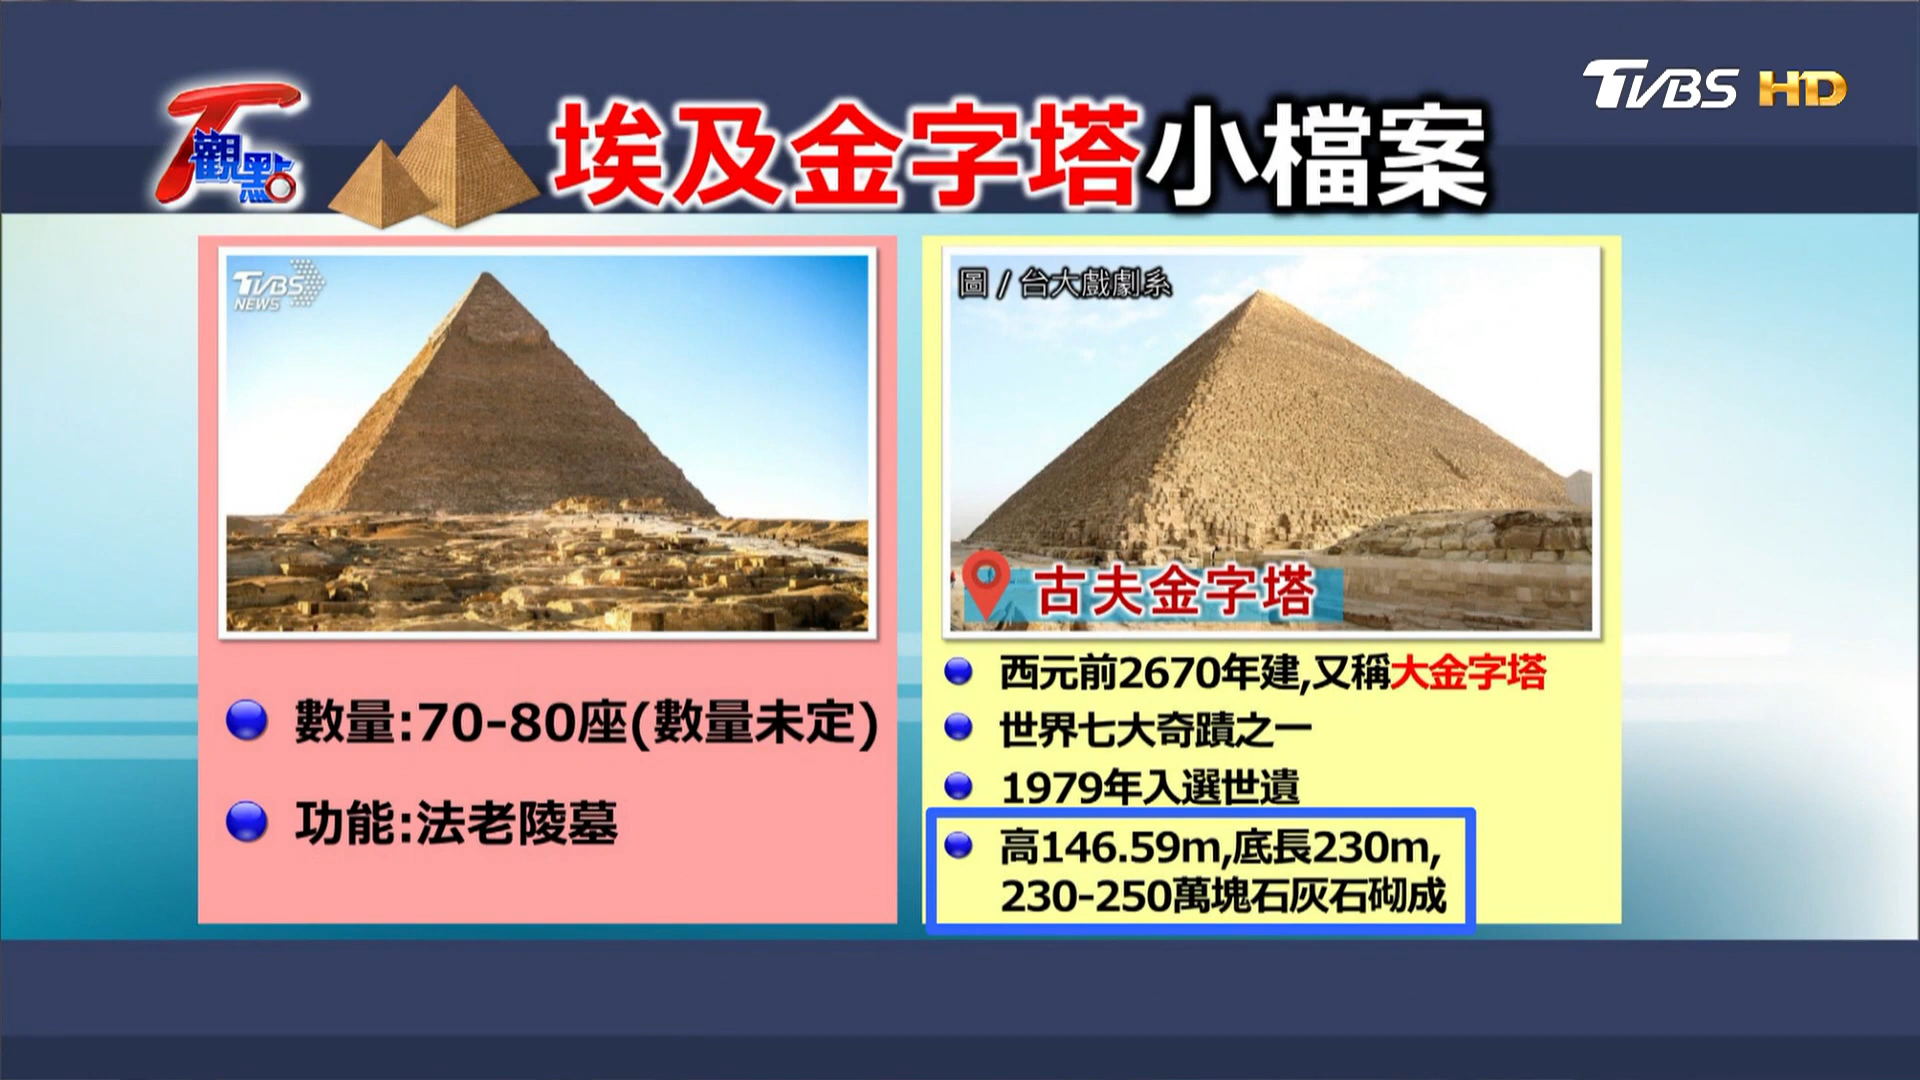 T觀點
埃及金字塔小檔案
TVBS HD
TVBS
NEWS
數量:70-80座(數量未定)
功能:法老陵墓
圖/台大戲劇系
古夫金字塔
西元前2670年建,又稱大金字塔
世界七大奇蹟之一
1979年入選世遺
高146.59m,底長230m,
230-250萬塊石灰石砌成